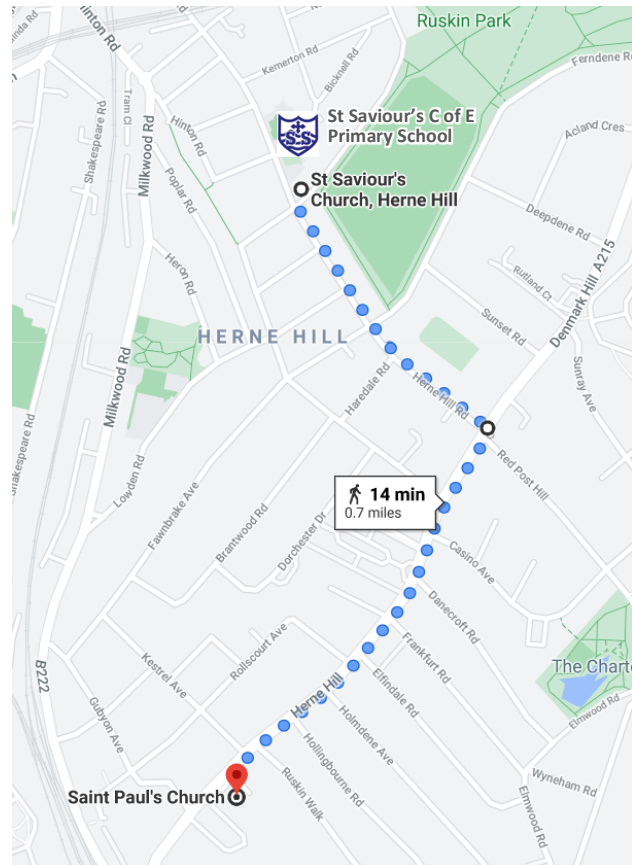 Ruskin Park
Hinton Rd
Kemerton Rd
Bicknell Rd
Ferndene Rd
Shakespeare Rd
Tram Ct
Milkwood Rd
Hinton Rd
St Saviour's C of E
Primary School
Acland Cres
St Saviour's
Church, Herne Hill
Poplar Rd
Deepdene Rd
Heron Rd
Rutland Ct
Denmark Hill A215
HERNE HILL
Sunset Rd
Sunray Ave
Milkwood Rd
Haredale Rd
Herne Hill Rd
Shakespeare Rd
Red Post Hill
Lowden Rd
14 min
0.7 miles
Fawnbrake Ave
Brantwood Rd
Dorchester Dr
Casino Ave
Danecroft Rd
Rollscourt Ave
Frankfurt Rd
Kestrel Ave
The Charte
B222
Herne Hill
Elfindale Rd
Gubyon Ave
Holmdene Ave
Elmwood Rd
Hollingbourne Rd
Wyneham Rd
Saint Paul's Church
Ruskin Walk
Elmwood Rd